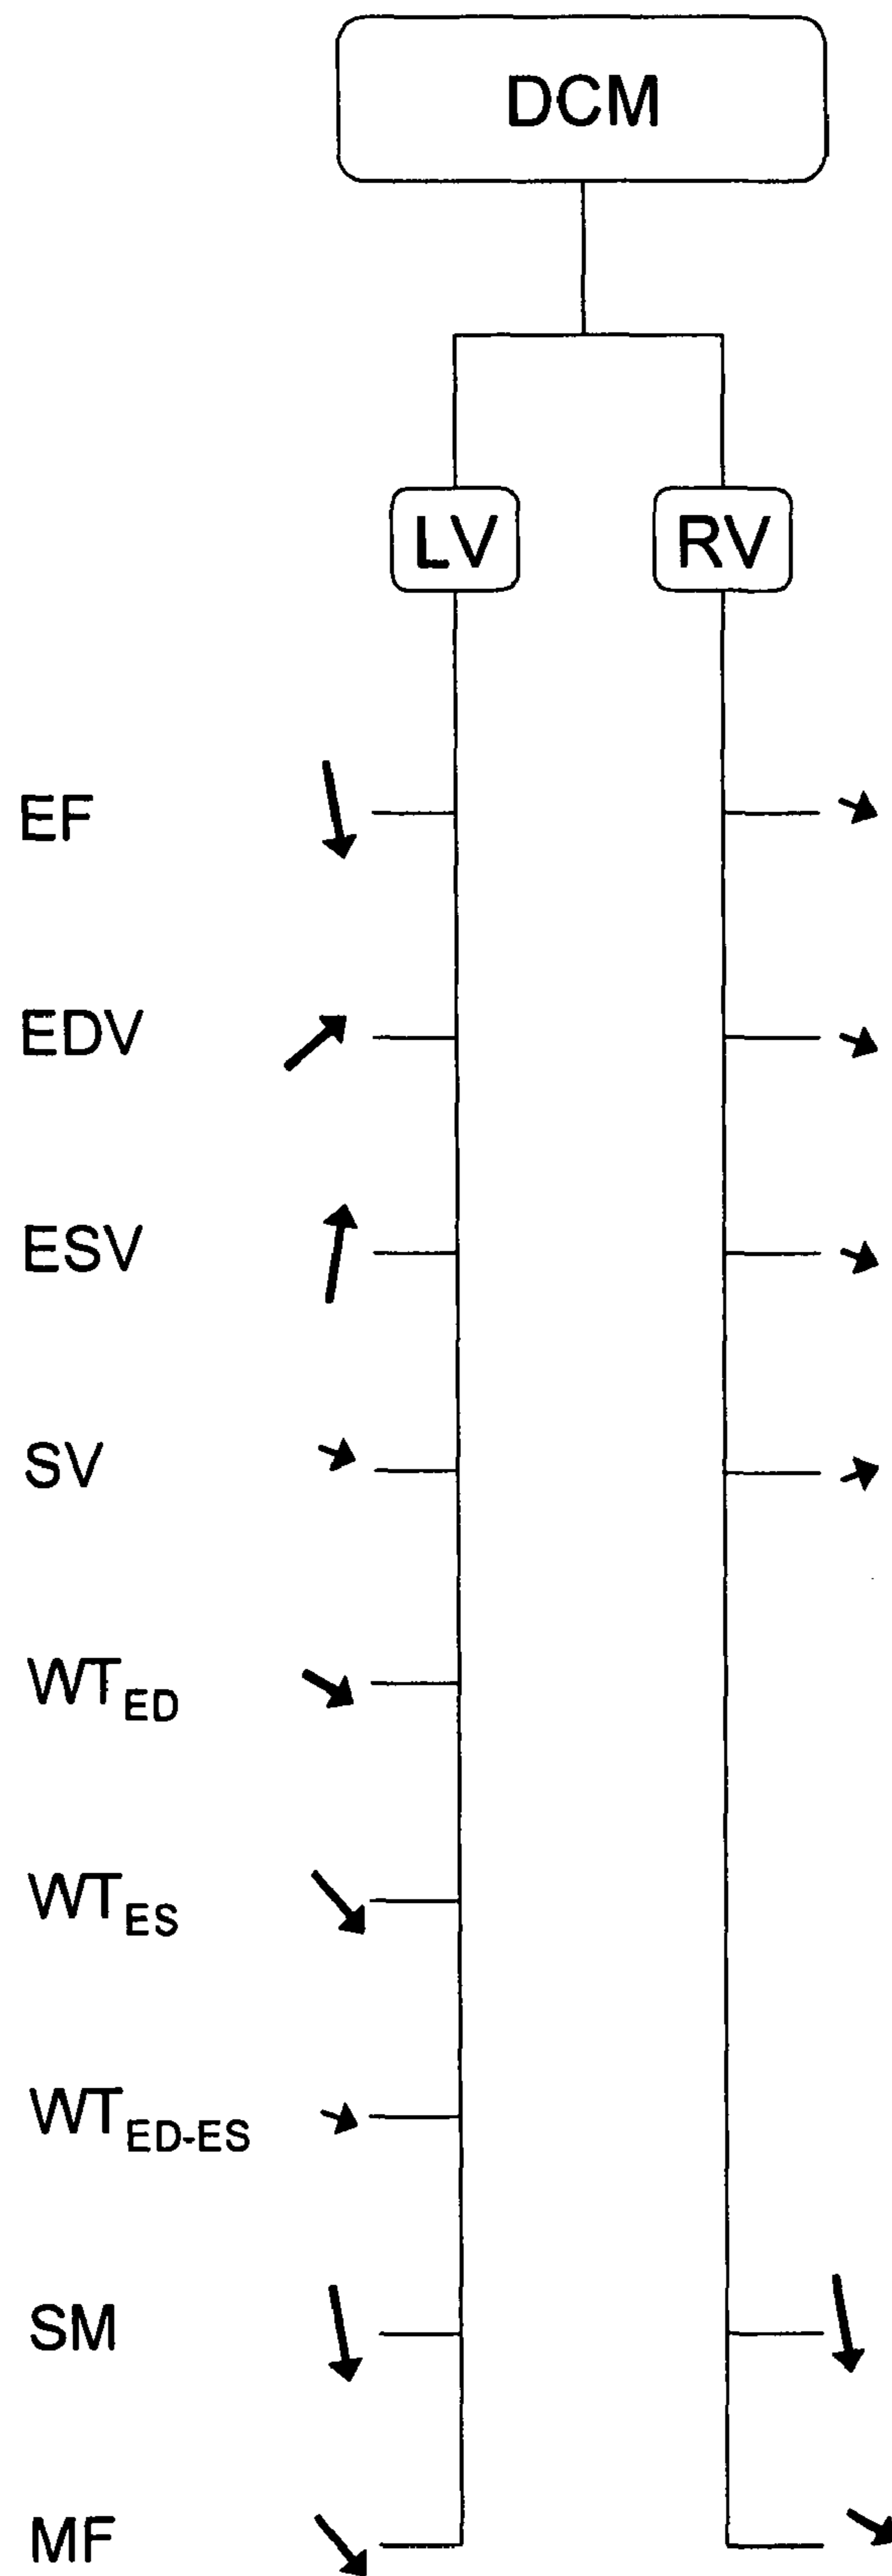 DCM
LV RV
EF
EDV
ESV
SV
WTED
WTES
WTED-ES
SM
MF